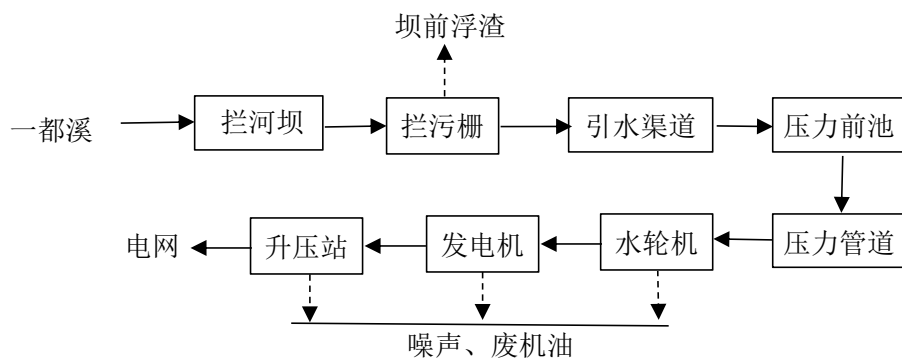 坝前浮渣
一都溪
拦河坝
拦污栅
引水渠道
压力前池
电网
升压站
发电机
水轮机
压力管道
噪声、废机油